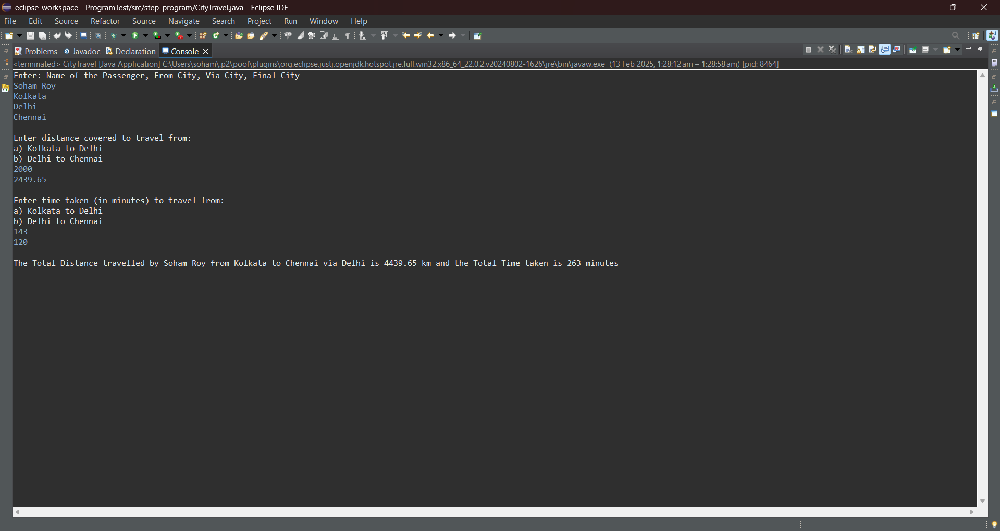 eclipse-workspace - ProgramTest/src/step_program/CityTravel.java - Eclipse IDE
File Edit Source Refactor Source Navigate Search Project Run Window Help
Problems Javadoc Declaration Console
<terminated> CityTravel [Java Application] C:\Users\soham\.p2\pool\plugins\org.eclipse.justj.openjdk.hotspot.jre.full.win32.x86_64_22.0.2.v20240802-1626\jre\bin\javaw.exe (13 Feb 2025, 1:28:12 am – 1:28:58 am) [pid: 8464]
Enter: Name of the Passenger, From City, Via City, Final City
Soham Roy
Kolkata
Delhi
Chennai
Enter distance covered to travel from:
a) Kolkata to Delhi
b) Delhi to Chennai
2000
2439.65
Enter time taken (in minutes) to travel from:
a) Kolkata to Delhi
b) Delhi to Chennai
143
120
The Total Distance travelled by Soham Roy from Kolkata to Chennai via Delhi is 4439.65 km and the Total Time taken is 263 minutes